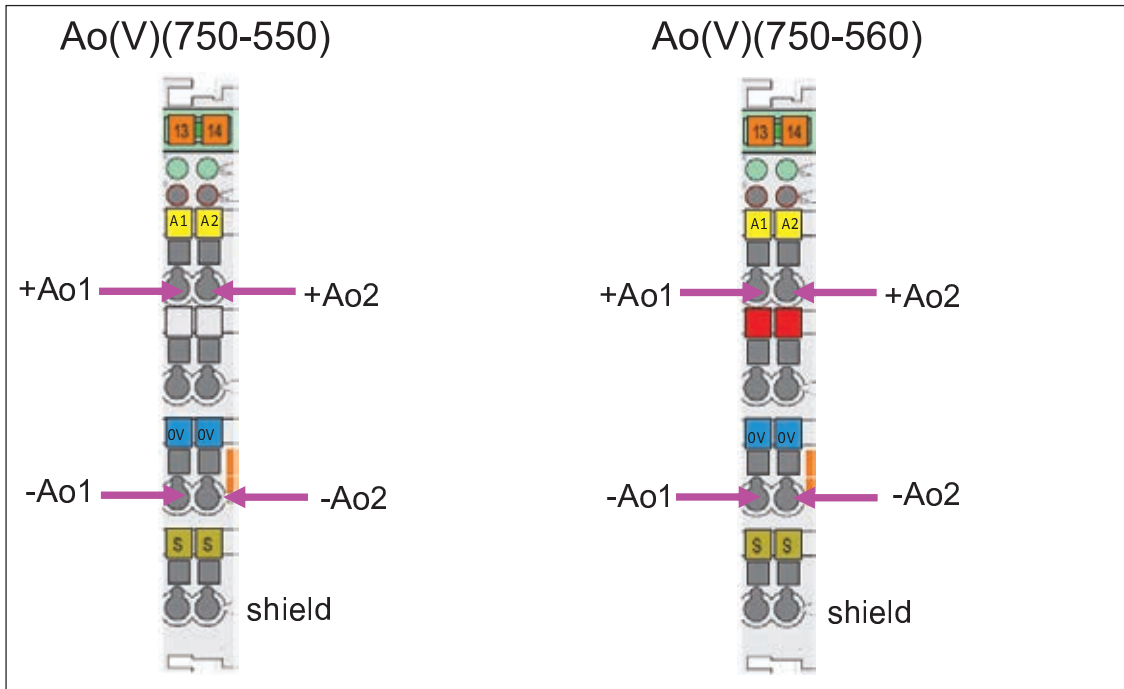 Ao(V)(750-550)
13 14
A1 A2
+Ao1
+Ao2
0V 0V
-Ao1
-Ao2
S S
shield
Ao(V)(750-560)
13 14
A1 A2
+Ao1
+Ao2
0V 0V
-Ao1
-Ao2
S S
shield